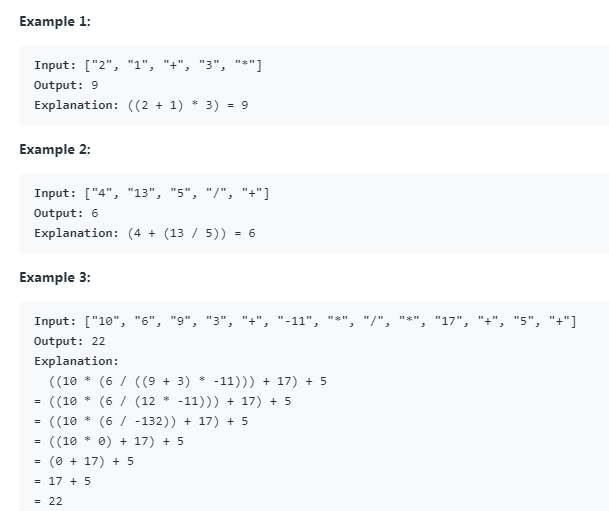 Example 1:
Input: ["2", "1", "+", "3", "*"]
Output: 9
Explanation: ((2 + 1) * 3) = 9
Example 2:
Input: ["4", "13", "5", "/", "+"]
Output: 6
Explanation: (4 + (13 / 5)) = 6
Example 3:
Input: ["10", "6", "9", "3", "+", "-11", "*", "/", "*", "17", "+", "5", "+"]
Output: 22
Explanation:
((10 * (6 / ((9 + 3) * -11))) + 17) + 5
= ((10 * (6 / (12 * -11))) + 17) + 5
= ((10 * (6 / -132)) + 17) + 5
= ((10 * 0) + 17) + 5
= (0 + 17) + 5
= 17 + 5
= 22